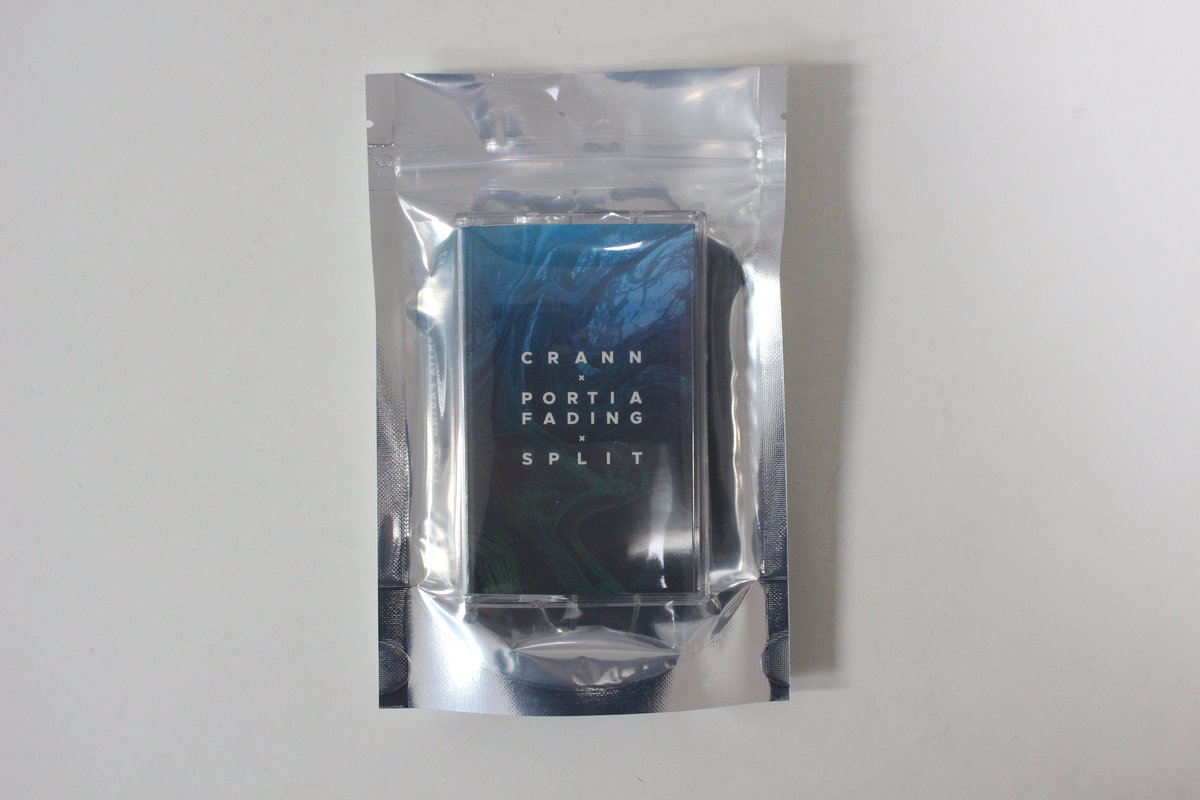 CRANN
×
PORTIA
FADING
×
SPLIT